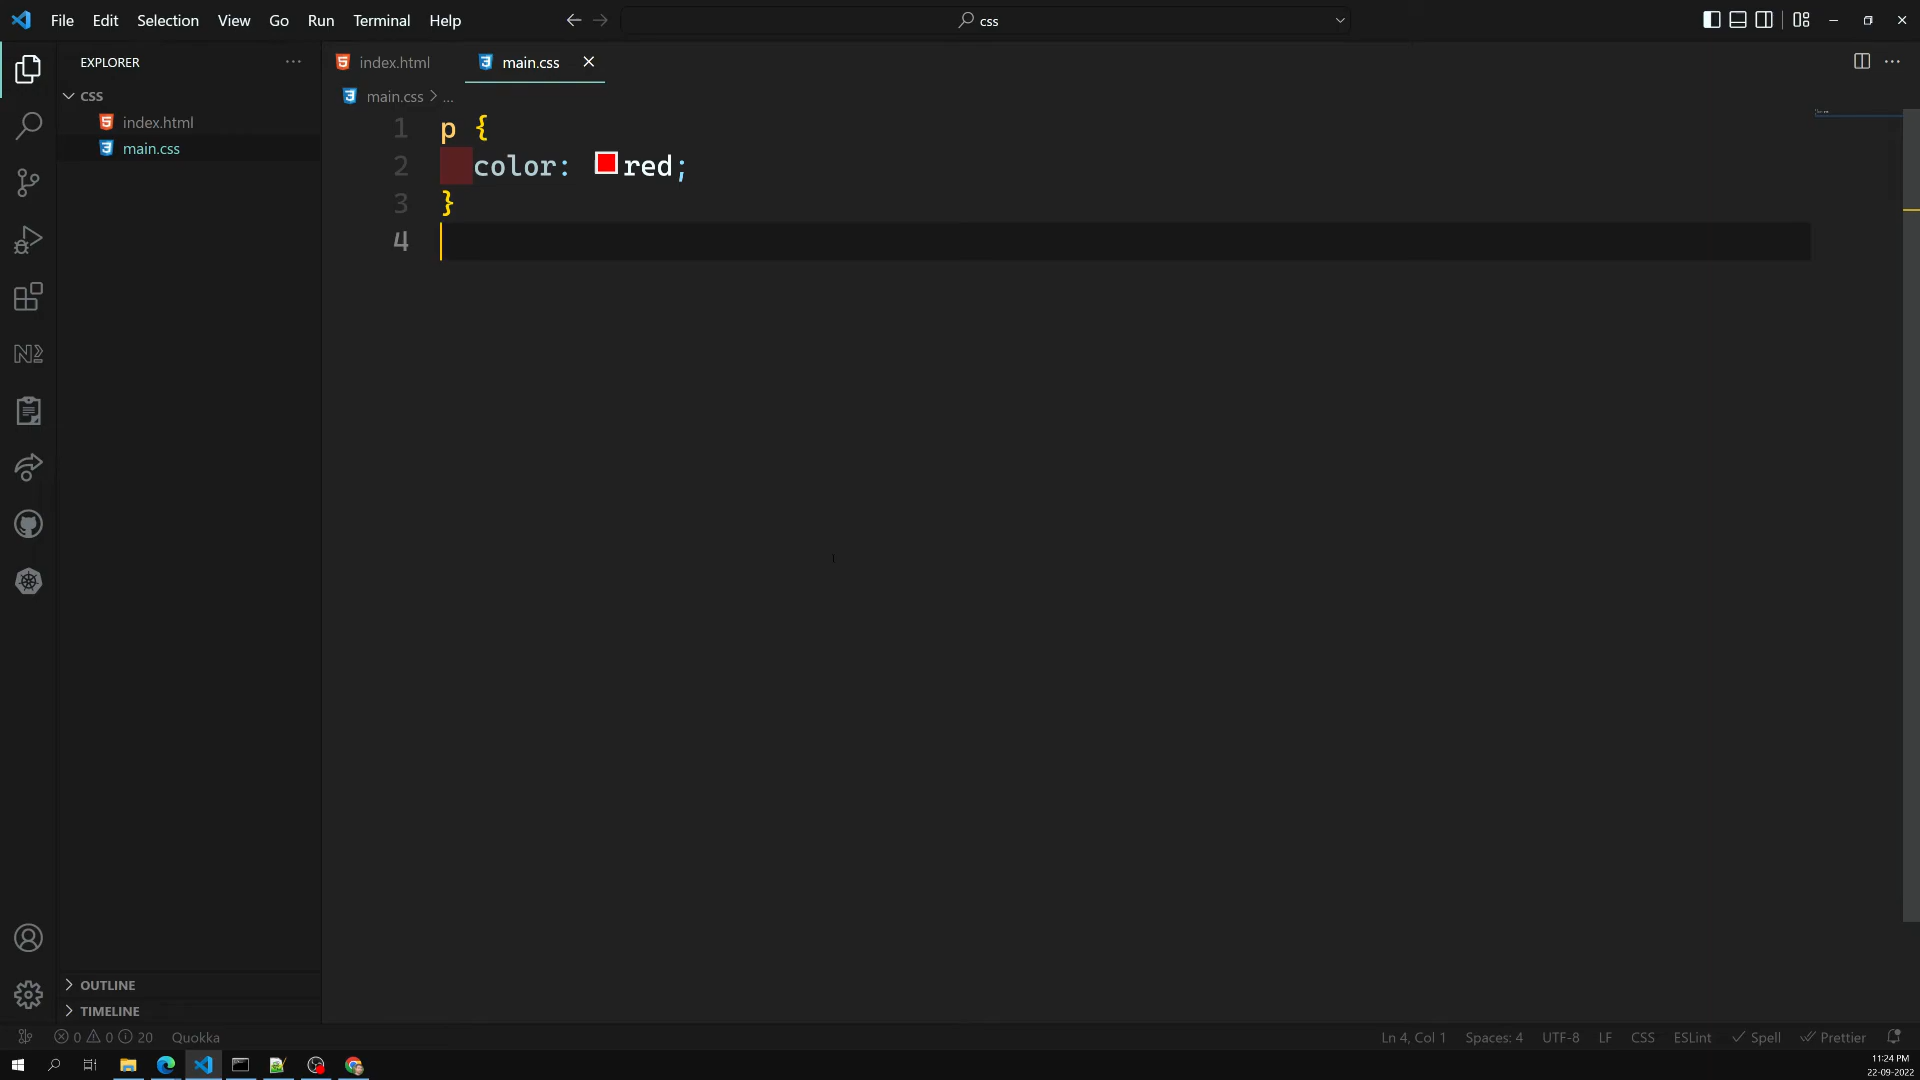 File Edit Selection View Go Run Terminal Help
css
EXPLORER
CSS
index.html
main.css
OUTLINE
TIMELINE
index.html
main.css
main.css > ...
1 p {
2 color: red;
3 }
4
0 0 20 Quokka
Ln 4, Col 1 Spaces: 4 UTF-8 LF CSS ESLint Spell Prettier
11:24 PM
22-09-2022